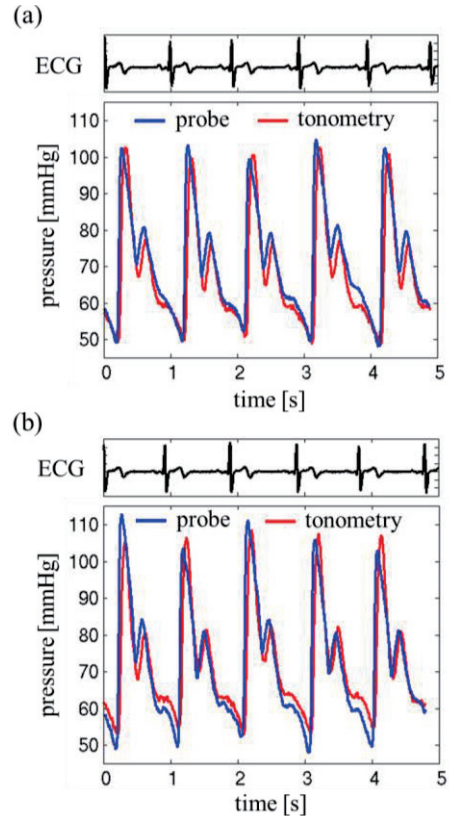 (a)
ECG
probe tonometry
110
100
90
80
70
60
50
pressure [mmHg]
0 1 2 3 4 5
time [s]
(b)
ECG
probe tonometry
110
100
90
80
70
60
50
pressure [mmHg]
0 1 2 3 4 5
time [s]